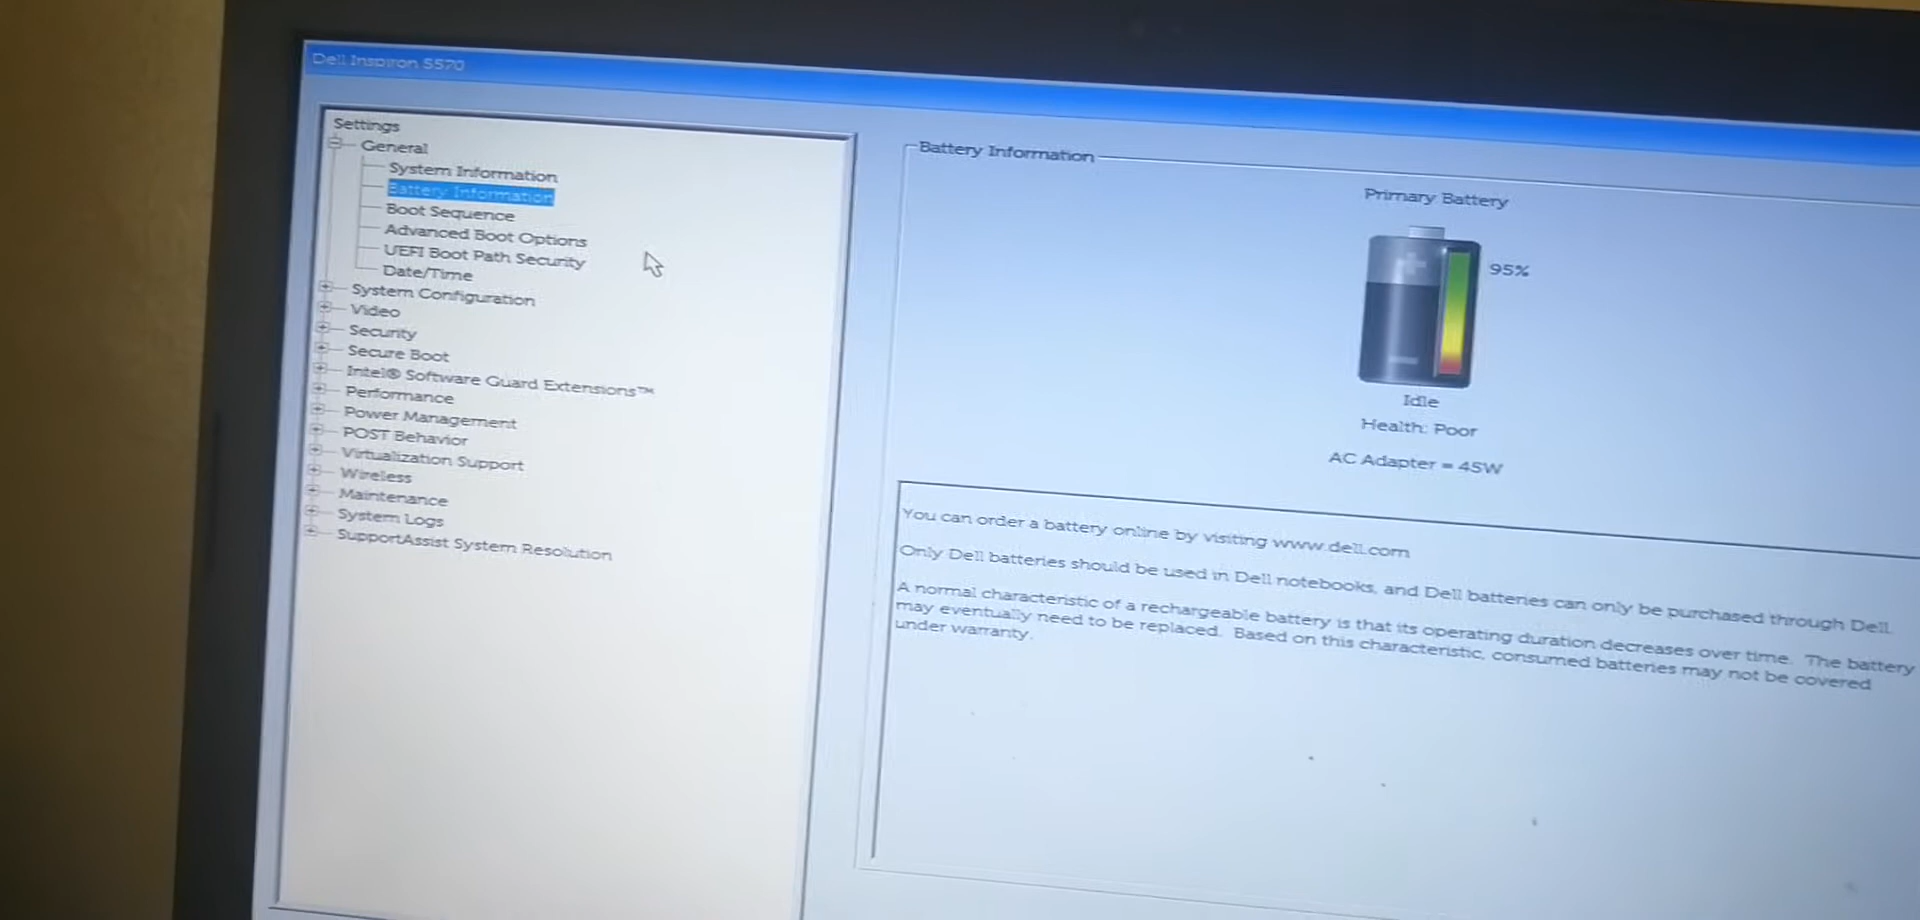 Dell Inspiron 5570
Settings
General
System Information
Battery Information
Boot Sequence
Advanced Boot Options
UEFI Boot Path Security
Date/Time
System Configuration
Video
Security
Secure Boot
Intel® Software Guard Extensions™
Performance
Power Management
POST Behavior
Virtualization Support
Wireless
Maintenance
System Logs
SupportAssist System Resolution
Battery Information
Primary Battery
95%
Idle
Health: Poor
AC Adapter = 45W
You can order a battery online by visiting www.dell.com
Only Dell batteries should be used in Dell notebooks, and Dell batteries can only be purchased through Dell.
A normal characteristic of a rechargeable battery is that its operating duration decreases over time. The battery
may eventually need to be replaced. Based on this characteristic, consumed batteries may not be covered
under warranty.